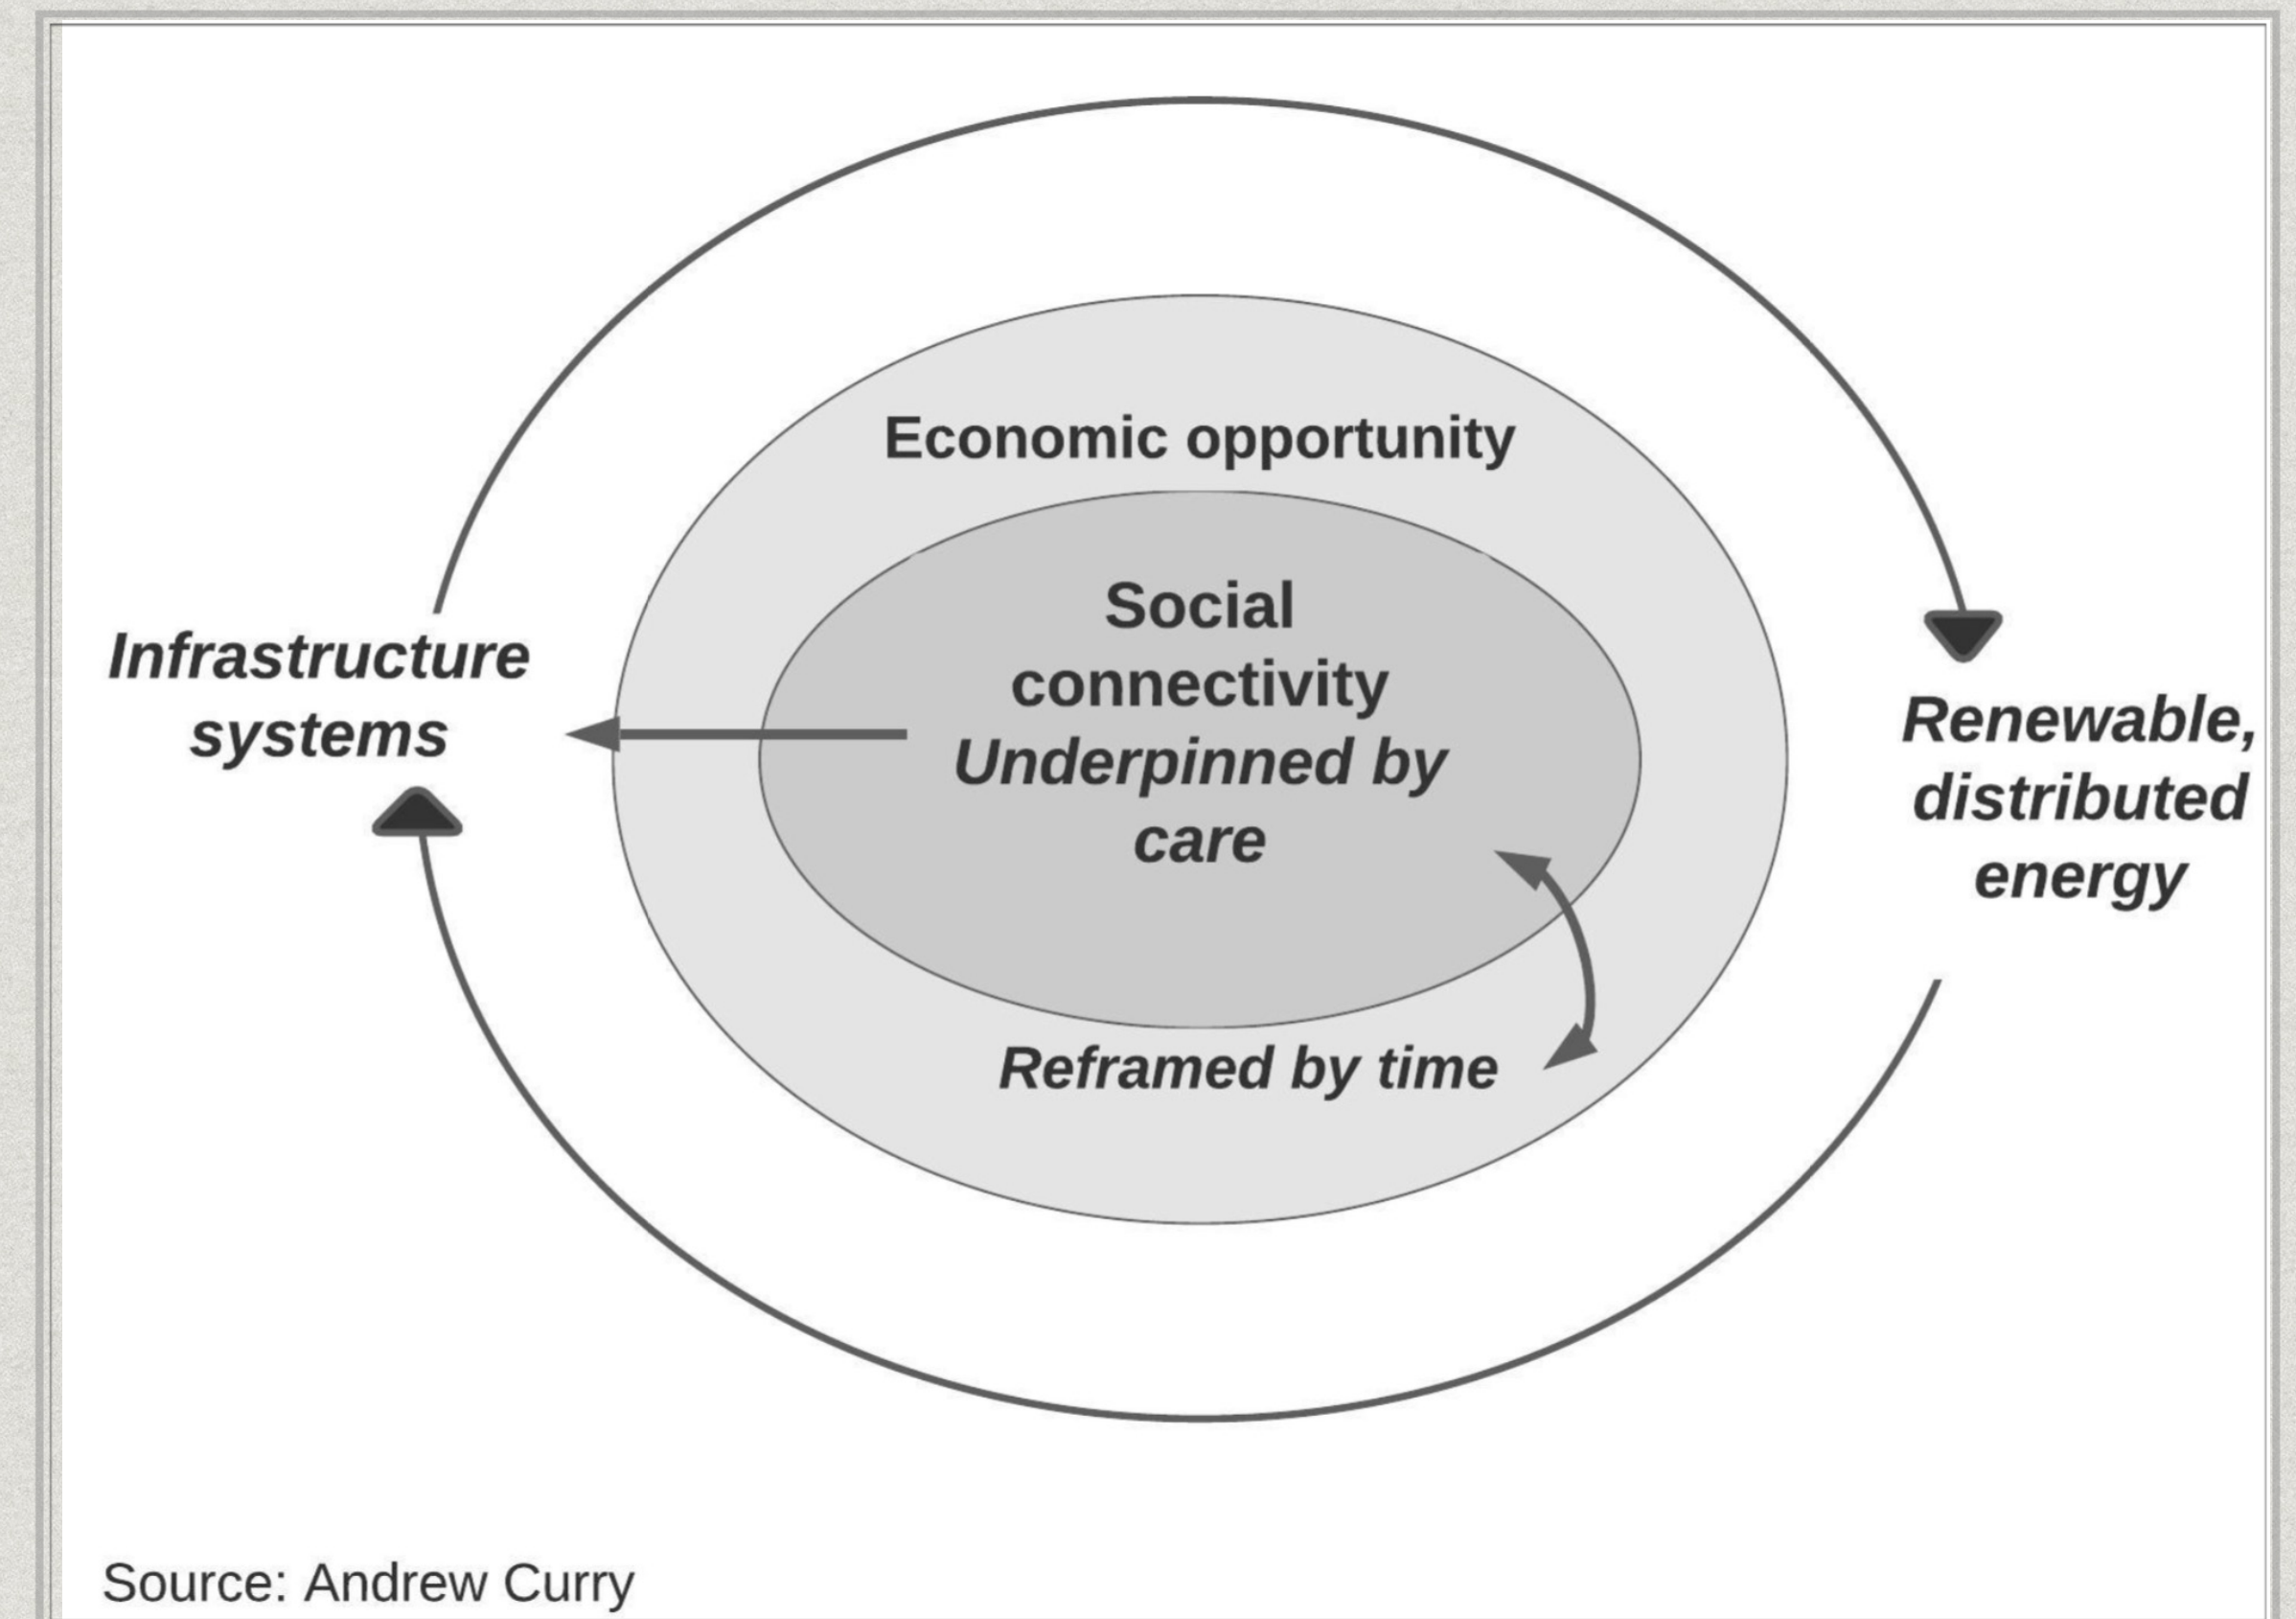 Economic opportunity
Social
connectivity
Underpinned by
care
Infrastructure
systems
Renewable,
distributed
energy
Reframed by time
Source: Andrew Curry